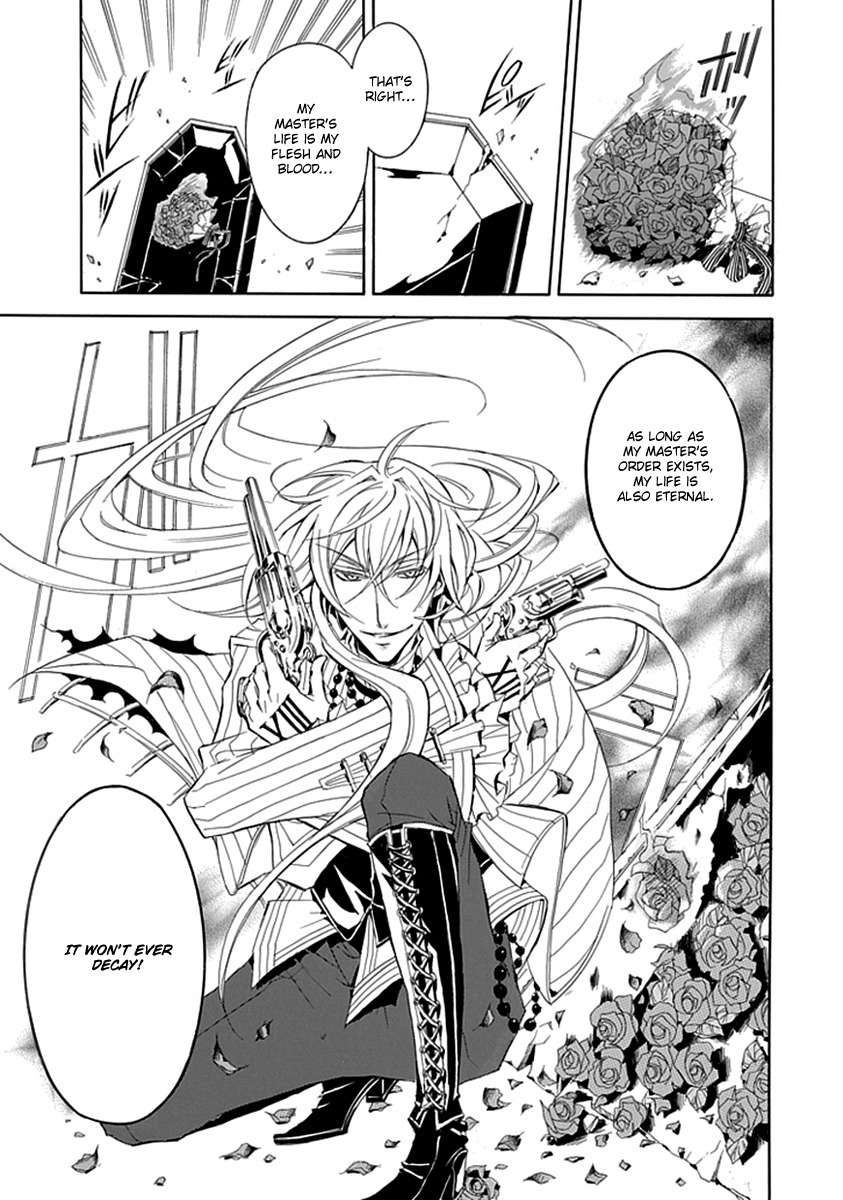 THAT'S
RIGHT...
MY
MASTER'S
LIFE IS MY
FLESH AND
BLOOD...
AS LONG AS
MY MASTER'S
ORDER EXISTS,
MY LIFE IS
ALSO ETERNAL.
IT WON'T EVER
DECAY!